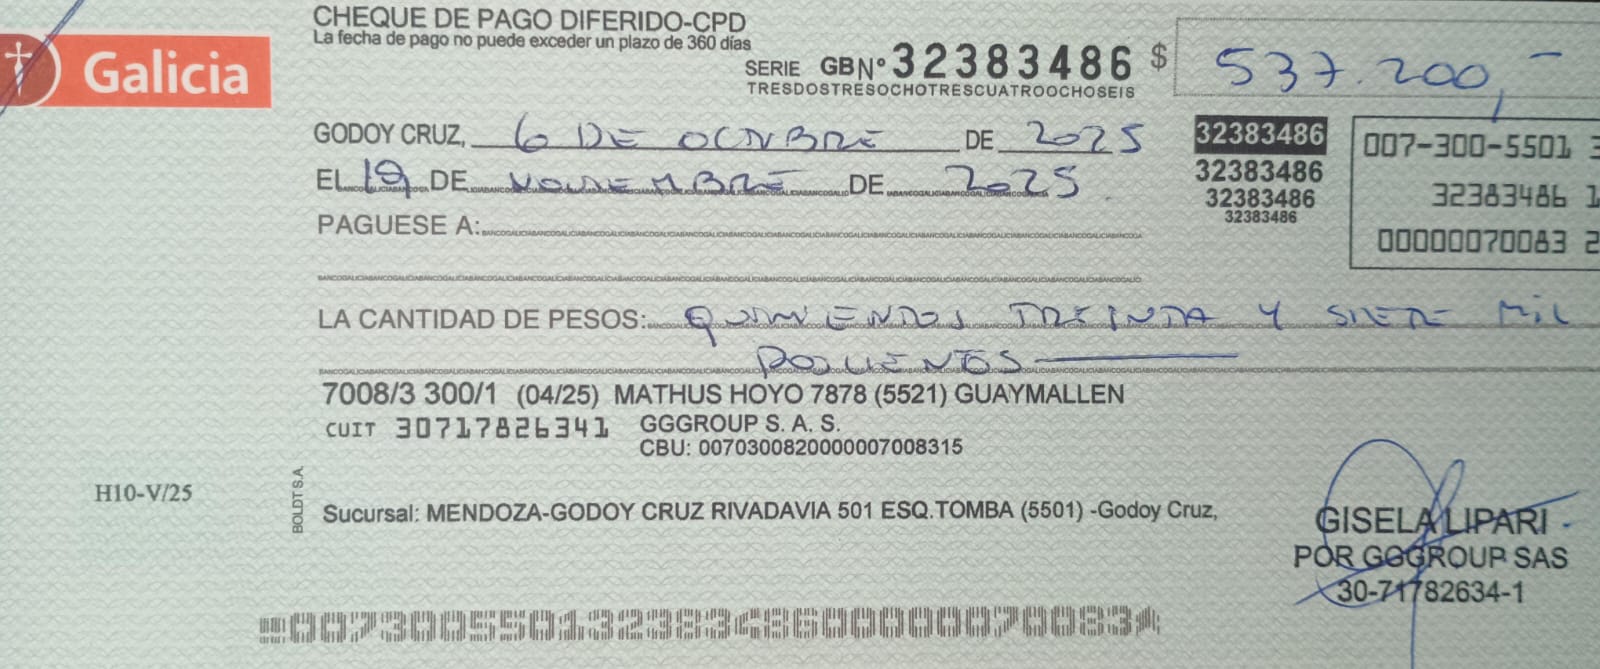 CHEQUE DE PAGO DIFERIDO-CPD
La fecha de pago no puede exceder un plazo de 360 días
Galicia
SERIE GB Nº 32383486 $ 537.200,-
TRESDOSTRESOCHOTRESCUATROOCHOSEIS
GODOY CRUZ, 6 DE OCTUBRE DE 2025
EL 19 DE NOVIEMBRE DE 2025
32383486
32383486
32383486
32383486
007-300-5501 3
32383486 1
00000070083 2
PAGUESE A:
LA CANTIDAD DE PESOS: QUINIENDOS TREINTA Y SIETE MIL
DOSCIENTOS
7008/3 300/1 (04/25) MATHUS HOYO 7878 (5521) GUAYMALLEN
CUIT 30717826341 GGGROUP S. A. S.
CBU: 0070300820000007008315
H10-V/25
BOLDT S.A.
Sucursal: MENDOZA-GODOY CRUZ RIVADAVIA 501 ESQ.TOMBA (5501) -Godoy Cruz,
GISELA LIPARI
POR GGGROUP SAS
30-71782634-1
00730055013238348600000070083